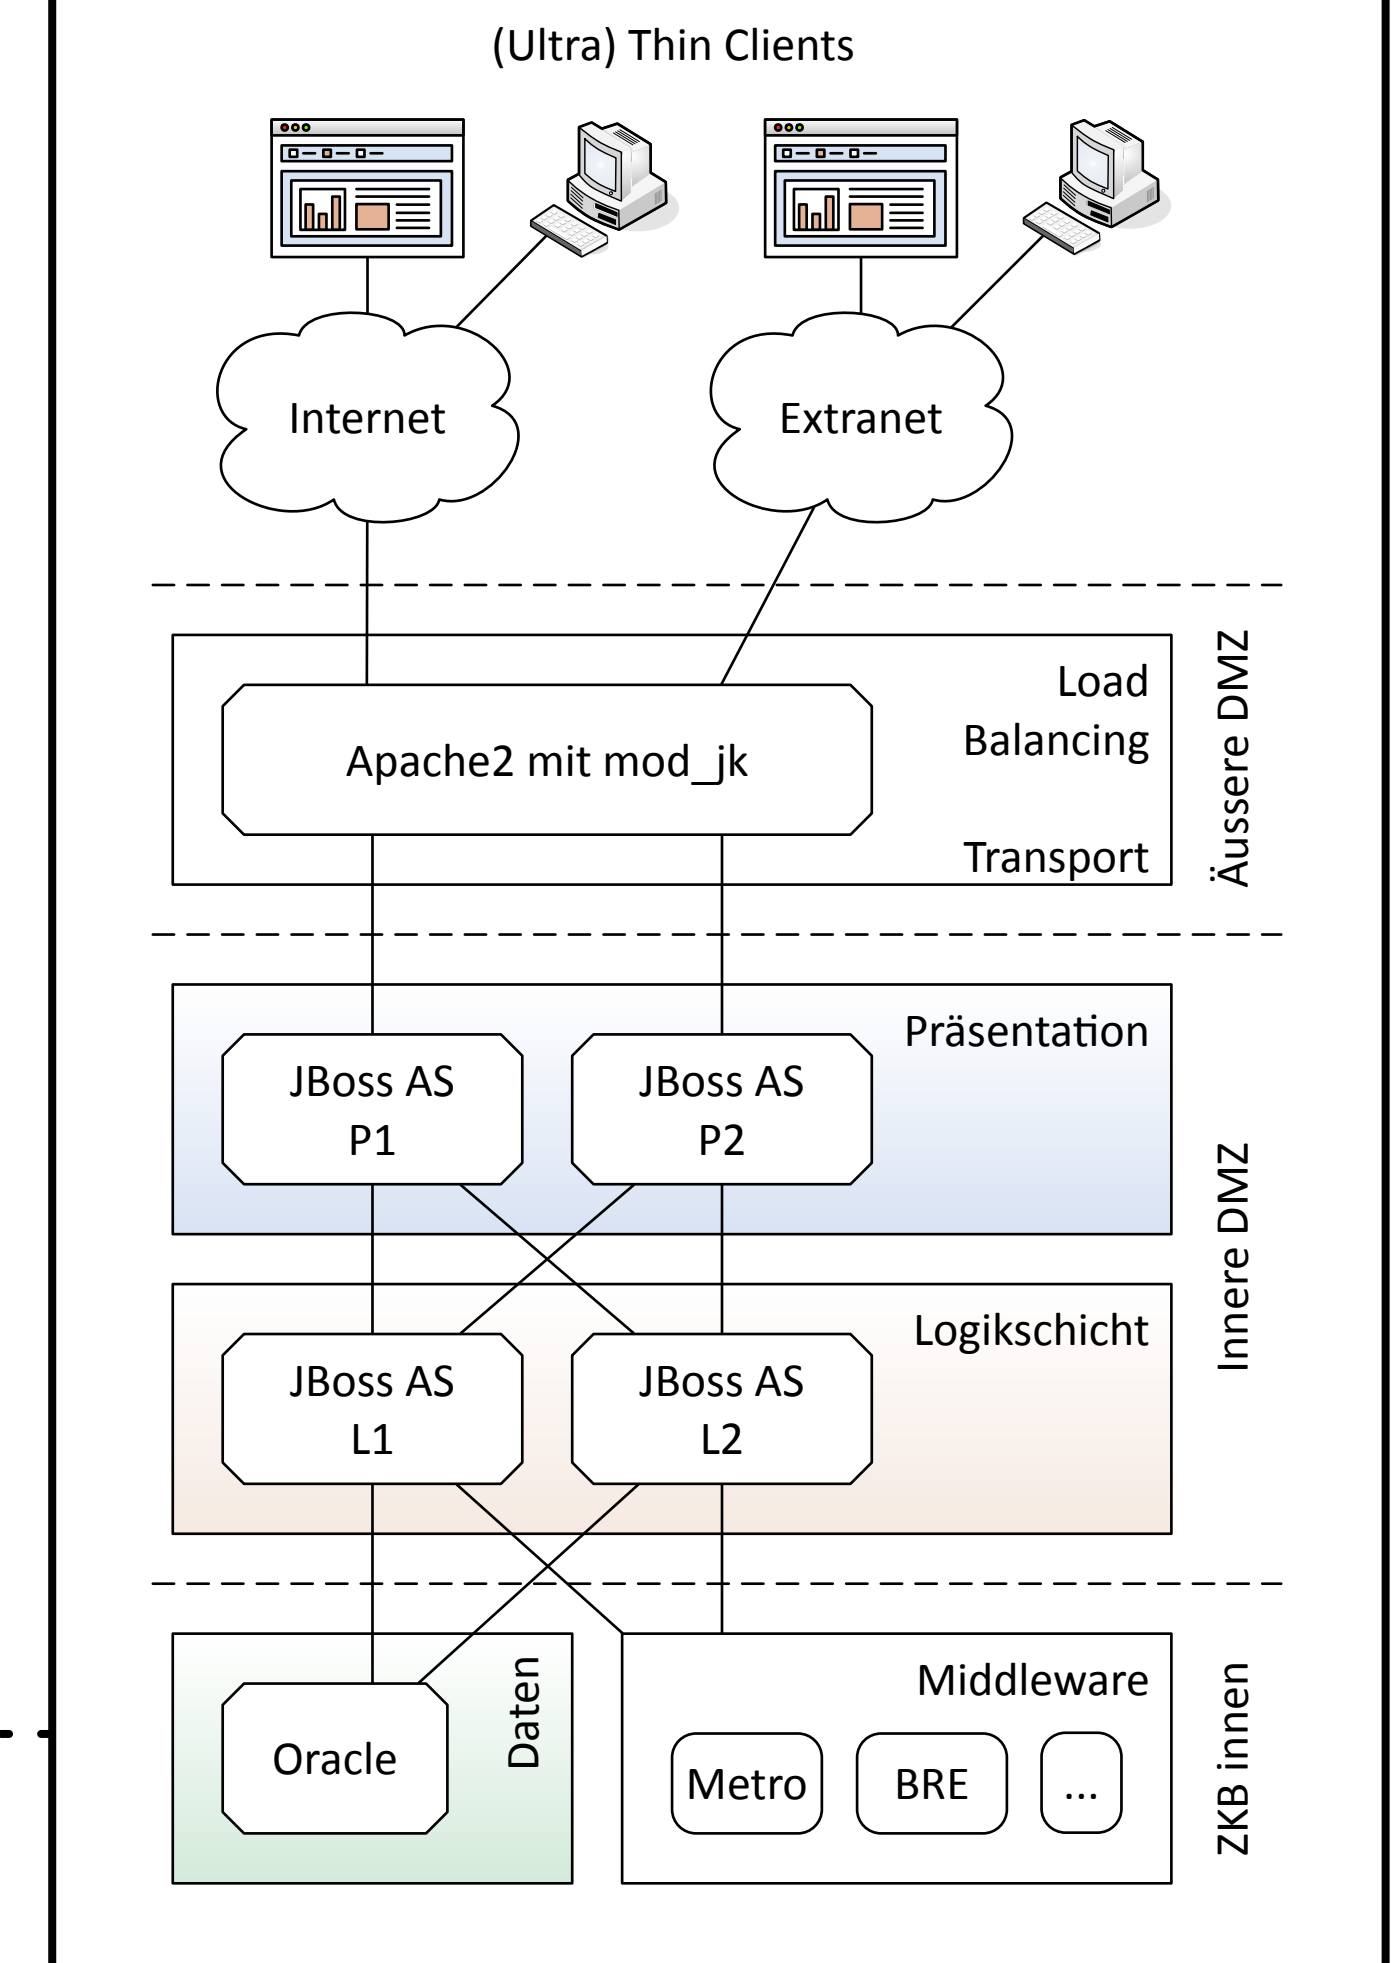 (Ultra) Thin Clients
Internet
Extranet
Load
Balancing
Transport
Apache2 mit mod_jk
Äussere DMZ
Präsentation
JBoss AS
P1
JBoss AS
P2
Innere DMZ
Logikschicht
JBoss AS
L1
JBoss AS
L2
Oracle
Daten
Middleware
Metro
BRE
...
ZKB innen